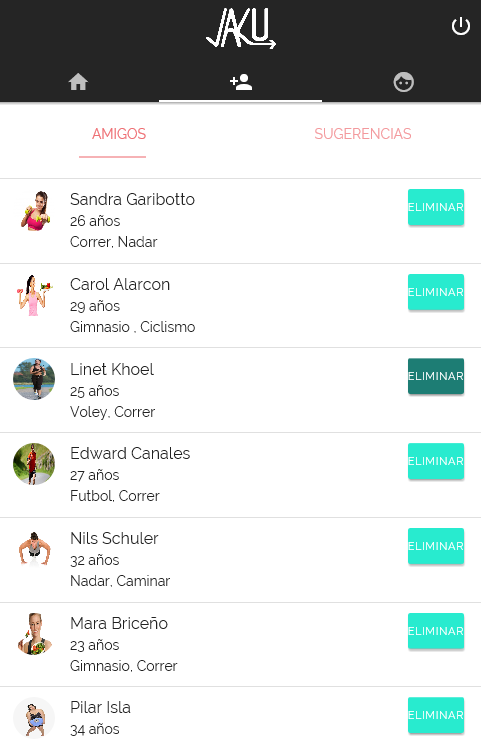 JAKU
AMIGOS
SUGERENCIAS
Sandra Garibotto
26 años
Correr, Nadar
ELIMINAR
Carol Alarcon
29 años
Gimnasio , Ciclismo
ELIMINAR
Linet Khoel
25 años
Voley, Correr
ELIMINAR
Edward Canales
27 años
Futbol, Correr
ELIMINAR
Nils Schuler
32 años
Nadar, Caminar
ELIMINAR
Mara Briceño
23 años
Gimnasio, Correr
ELIMINAR
Pilar Isla
34 años
ELIMINAR